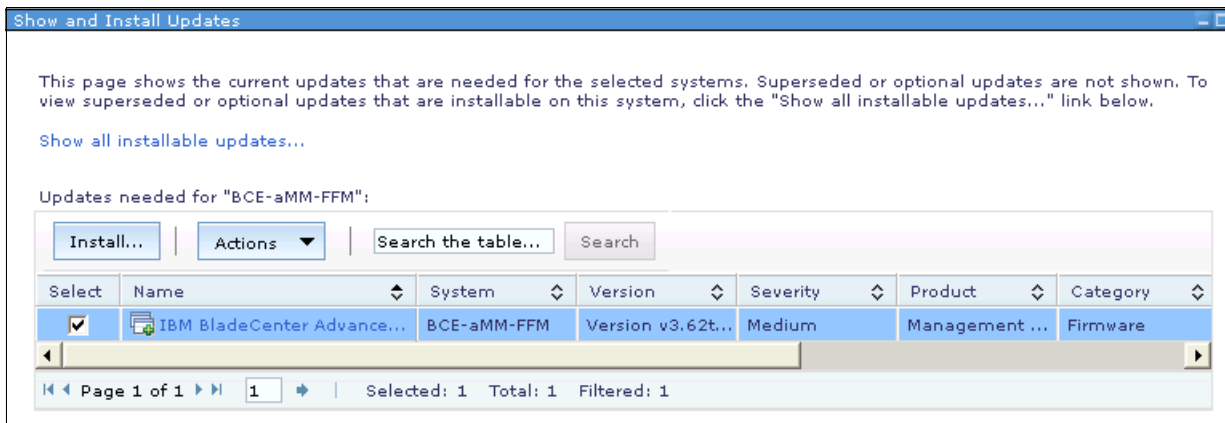 Show and Install Updates
This page shows the current updates that are needed for the selected systems. Superseded or optional updates are not shown. To
view superseded or optional updates that are installable on this system, click the "Show all installable updates..." link below.
Show all installable updates...
Updates needed for "BCE-aMM-FFM":
Install... Actions Search the table... Search
Select Name System Version Severity Product Category
IBM BladeCenter Advance... BCE-aMM-FFM Version v3.62t... Medium Management ... Firmware
Page 1 of 1 1 Selected: 1 Total: 1 Filtered: 1